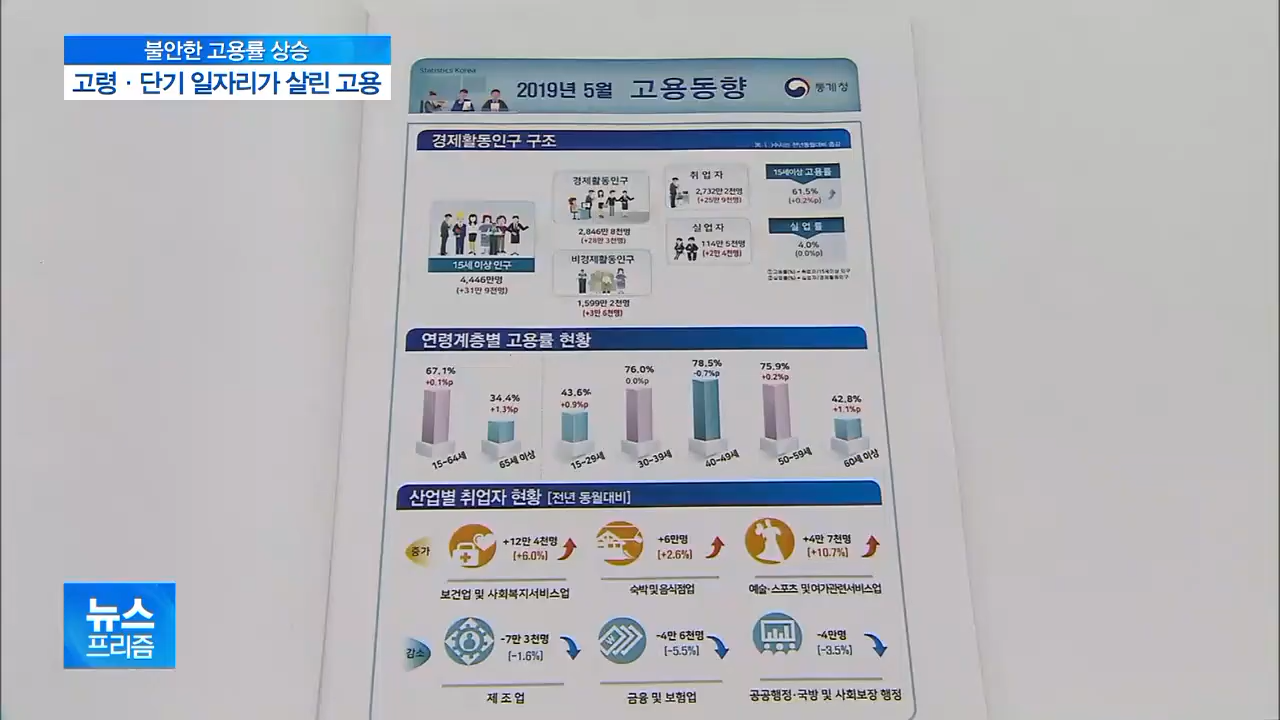 불안한 고용률 상승
고령·단기 일자리가 살린 고용
Statistics Korea
2019년 5월 고용동향
통계청
경제활동인구 구조
경제활동인구
2,846만 8천명
(+28만 3천명)
취업자
2,732만 2천명
(+25만 9천명)
15세이상 고용률
61.5%
(+0.2%p)
15세 이상 인구
4,446만명
(+31만 9천명)
비경제활동인구
1,599만 2천명
(+3만 6천명)
실업자
114만 5천명
(+2만 4천명)
실업률
4.0%
(0.0%p)
연령계층별 고용률 현황
67.1%
+0.1%p
15~64세
34.4%
+1.3%p
65세 이상
43.6%
+0.9%p
15~29세
76.0%
0.0%p
30~39세
78.5%
-0.7%p
40~49세
75.9%
+0.2%p
50~59세
42.8%
+1.1%p
60세 이상
산업별 취업자 현황 [전년 동월대비]
증가
+12만 4천명
[+6.0%]
보건업 및 사회복지서비스업
+6만명
[+2.6%]
숙박 및 음식점업
+4만 7천명
[+10.7%]
예술·스포츠 및 여가관련서비스업
감소
-7만 3천명
[-1.6%]
제조업
-4만 6천명
[-5.5%]
금융 및 보험업
-4만명
[-3.5%]
공공행정·국방 및 사회보장 행정
뉴스
프리즘